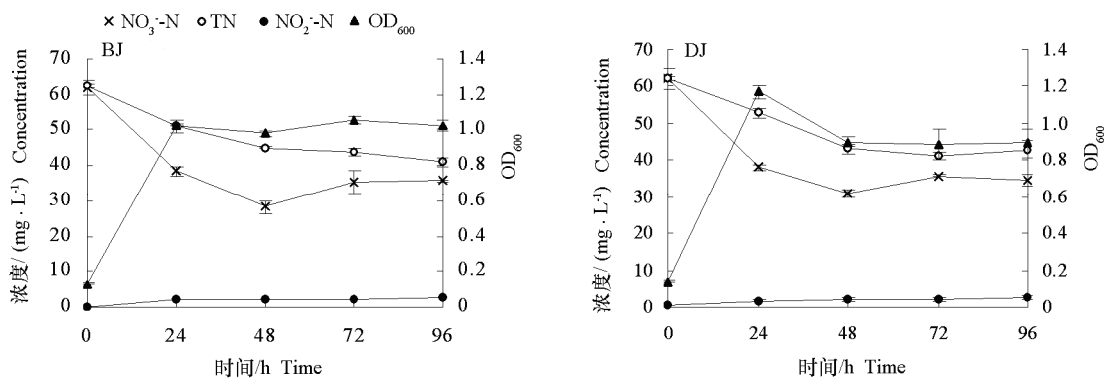 NO₃⁻-N TN NO₂⁻-N OD₆₀₀
BJ
70
60
50
40
30
20
10
0
浓度/(mg·L⁻¹) Concentration
1.4
1.2
1.0
0.8
0.6
0.4
0.2
0
OD₆₀₀
0 24 48 72 96
时间/h Time
DJ
70
60
50
40
30
20
10
0
浓度/(mg·L⁻¹) Concentration
1.4
1.2
1.0
0.8
0.6
0.4
0.2
0
OD₆₀₀
0 24 48 72 96
时间/h Time